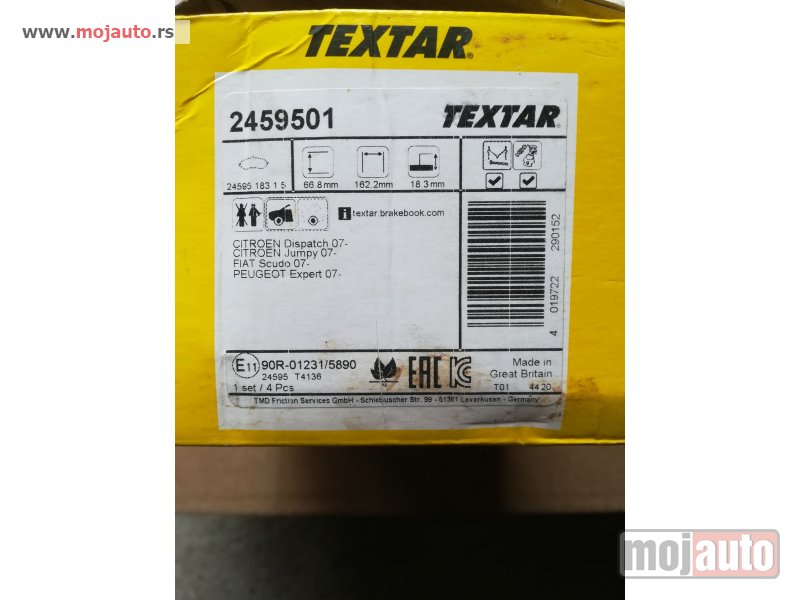 www.mojauto.rs
TEXTAR®
2459501
TEXTAR®
24595 183 1 5
66.8mm
162.2mm
18.3mm
i textar.brakebook.com
CITROEN Dispatch 07-
CITROEN Jumpy 07-
FIAT Scudo 07-
PEUGEOT Expert 07-
4 019722 290152
E11 90R-01231/5890
24595 T4136
1 set / 4 Pcs
EAC
Made in
Great Britain
T01 44 20
TMD Friction Services GmbH - Schlebuscher Str. 99 - 51381 Leverkusen - Germany
mojauto